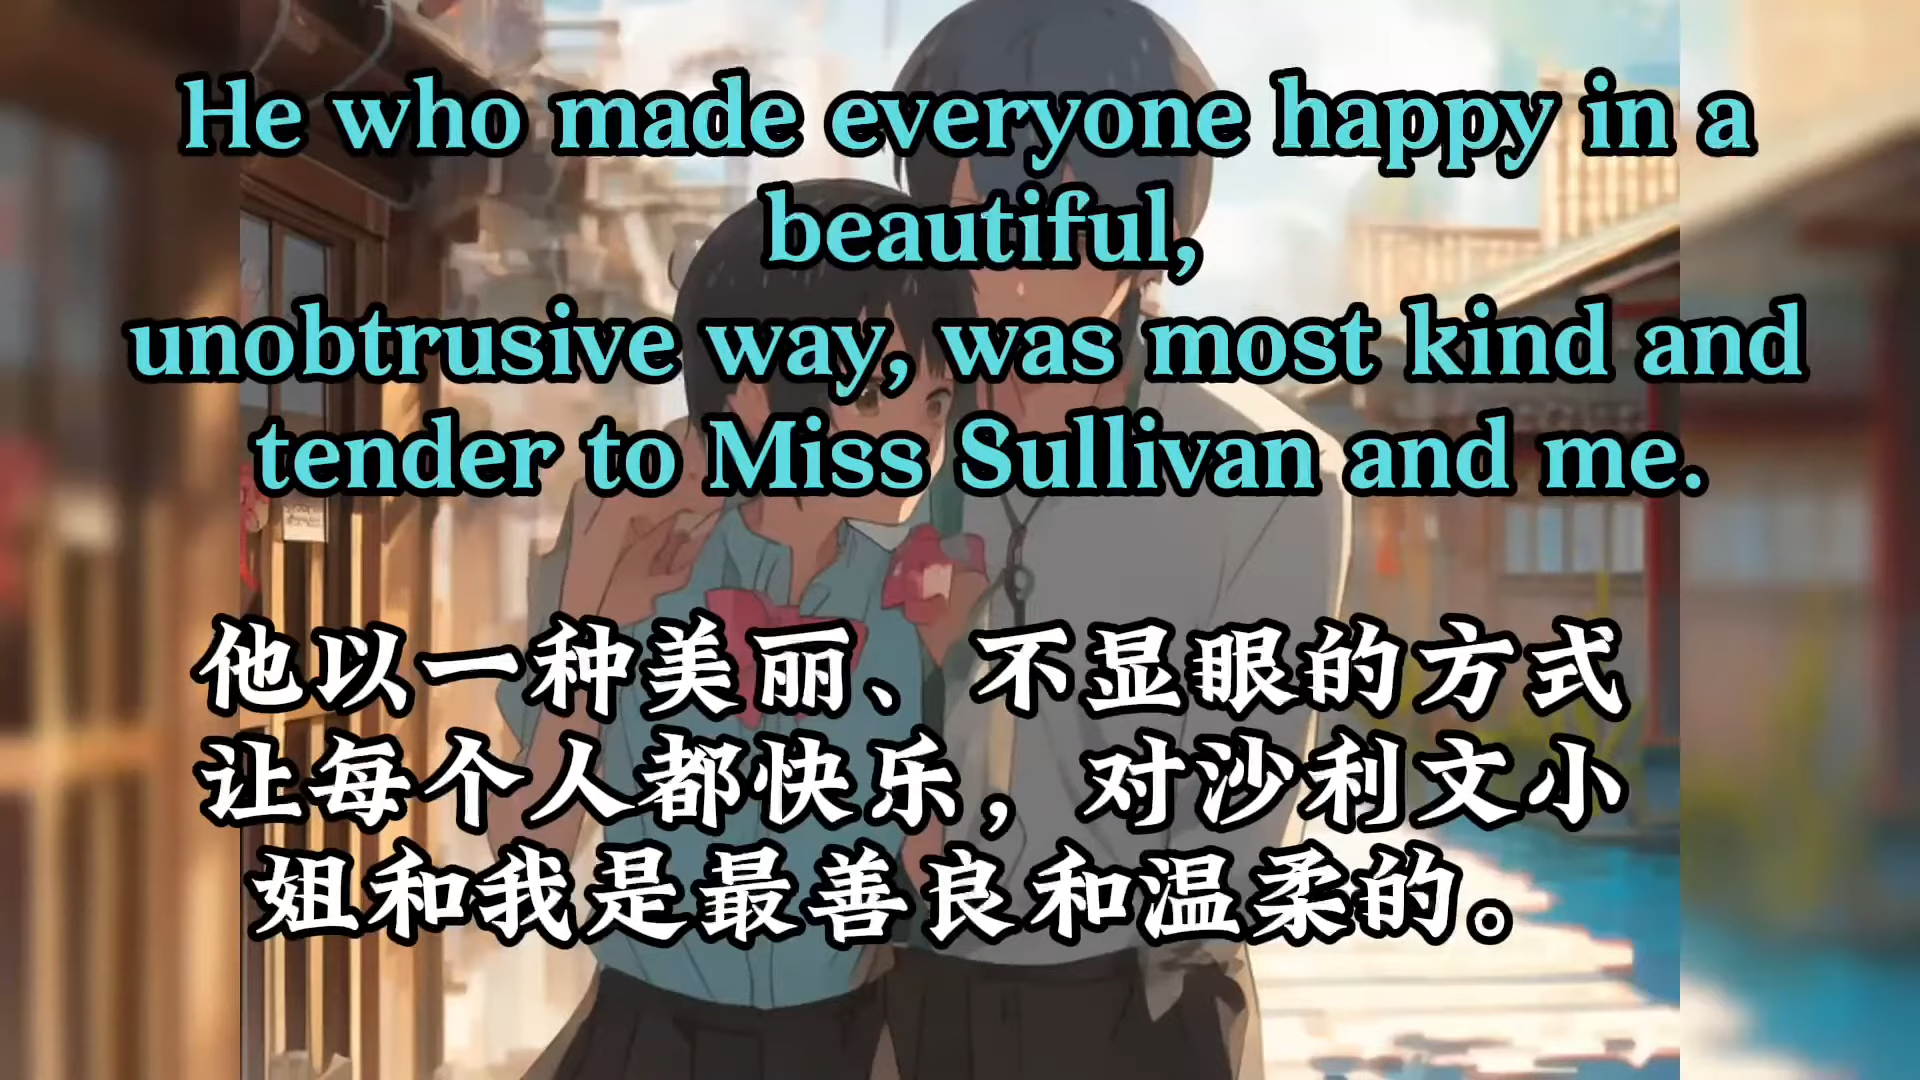 He who made everyone happy in a
beautiful,
unobtrusive way, was most kind and
tender to Miss Sullivan and me.
他以一种美丽、不显眼的方式
让每个人都快乐，对沙利文小
姐和我是最善良和温柔的。